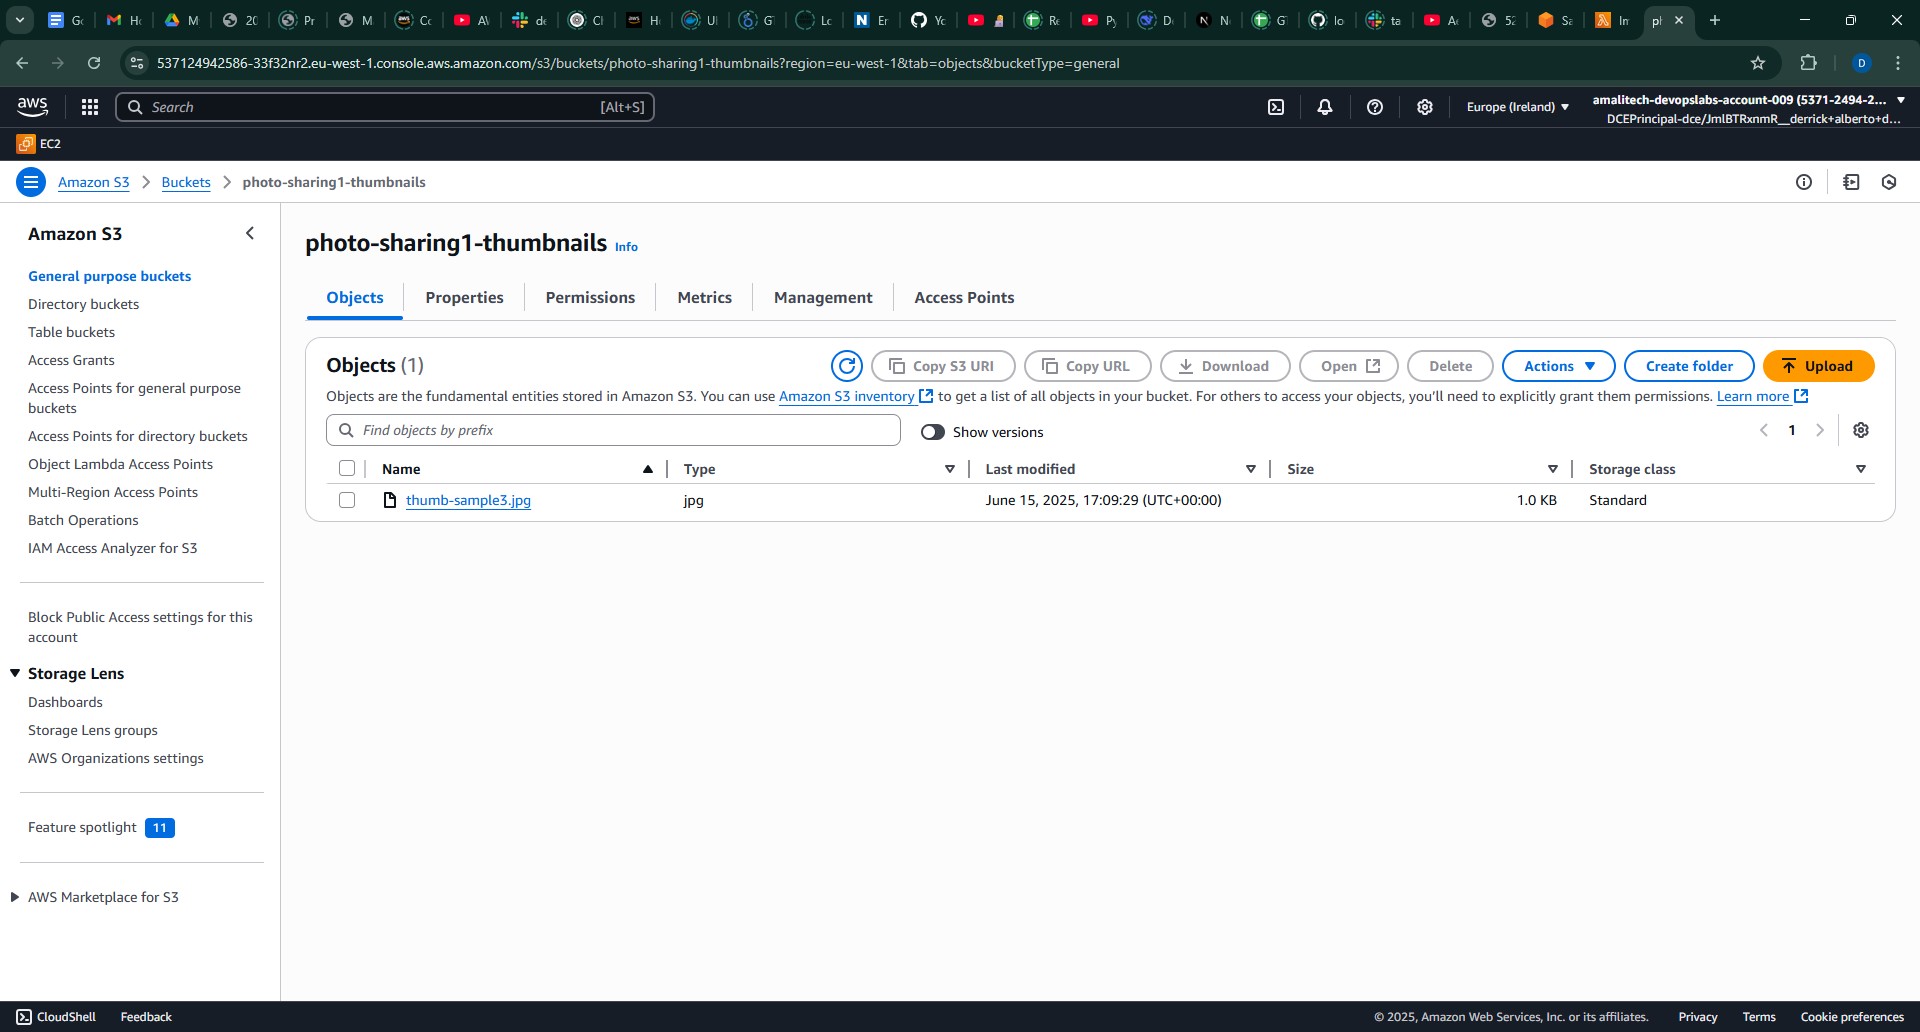 Go
Ho
M
20
Pr
M
Co
AV
de
Cl
Ho
UI
G
Lo
Er
Yo
Re
Py
D
N
G
lo
ta
A
52
Sa
In
pl
537124942586-33f32nr2.eu-west-1.console.aws.amazon.com/s3/buckets/photo-sharing1-thumbnails?region=eu-west-1&tab=objects&bucketType=general
D
aws
Search
[Alt+S]
Europe (Ireland)
amalitech-devopslabs-account-009 (5371-2494-2...
DCEPrincipal-dce/JmlBTRxnmR__derrick+alberto+d...
EC2
Amazon S3
Buckets
photo-sharing1-thumbnails
Amazon S3
General purpose buckets
Directory buckets
Table buckets
Access Grants
Access Points for general purpose
buckets
Access Points for directory buckets
Object Lambda Access Points
Multi-Region Access Points
Batch Operations
IAM Access Analyzer for S3
Block Public Access settings for this
account
Storage Lens
Dashboards
Storage Lens groups
AWS Organizations settings
Feature spotlight 11
AWS Marketplace for S3
photo-sharing1-thumbnails Info
Objects
Properties
Permissions
Metrics
Management
Access Points
Objects (1)
Copy S3 URI
Copy URL
Download
Open
Delete
Actions
Create folder
Upload
Objects are the fundamental entities stored in Amazon S3. You can use Amazon S3 inventory to get a list of all objects in your bucket. For others to access your objects, you'll need to explicitly grant them permissions. Learn more
Find objects by prefix
Show versions
1
Name
Type
Last modified
Size
Storage class
thumb-sample3.jpg
jpg
June 15, 2025, 17:09:29 (UTC+00:00)
1.0 KB
Standard
CloudShell
Feedback
© 2025, Amazon Web Services, Inc. or its affiliates.
Privacy
Terms
Cookie preferences